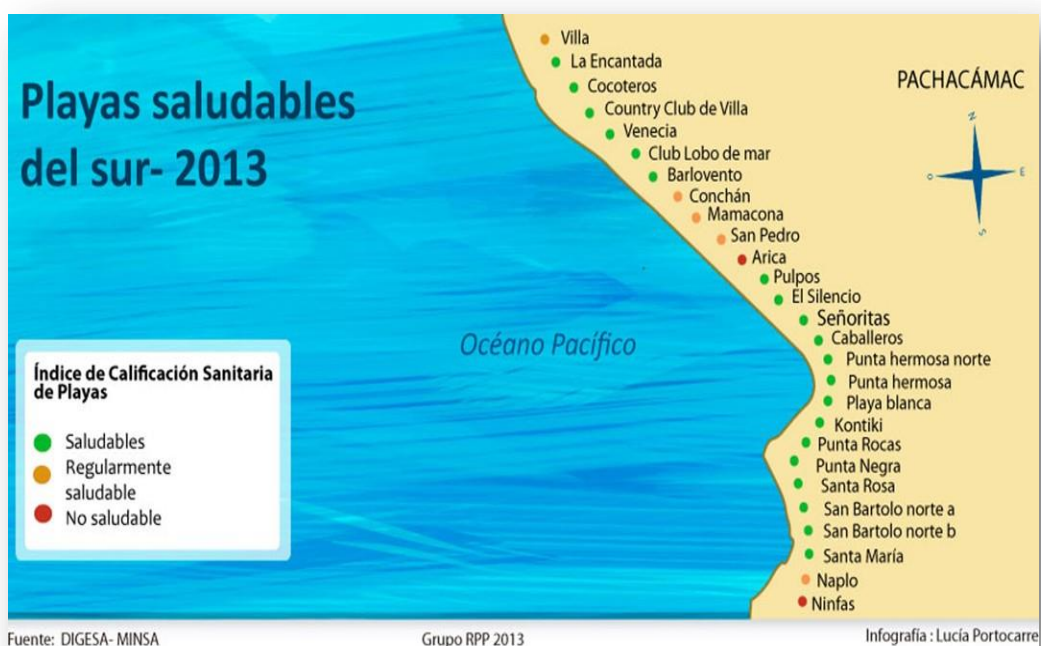 Playas saludables
del sur- 2013
Villa
La Encantada
Cocoteros
Country Club de Villa
Venecia
Club Lobo de mar
Barlovento
Conchán
Mamacona
San Pedro
Arica
Pulpos
El Silencio
Señoritas
Caballeros
Punta hermosa norte
Punta hermosa
Playa blanca
Kontiki
Punta Rocas
Punta Negra
Santa Rosa
San Bartolo norte a
San Bartolo norte b
Santa María
Naplo
Ninfas
PACHACÁMAC
N
O
E
S
Océano Pacífico
Índice de Calificación Sanitaria
de Playas
Saludables
Regularmente
saludable
No saludable
Fuente: DIGESA- MINSA
Grupo RPP 2013
Infografía : Lucía Portocarre